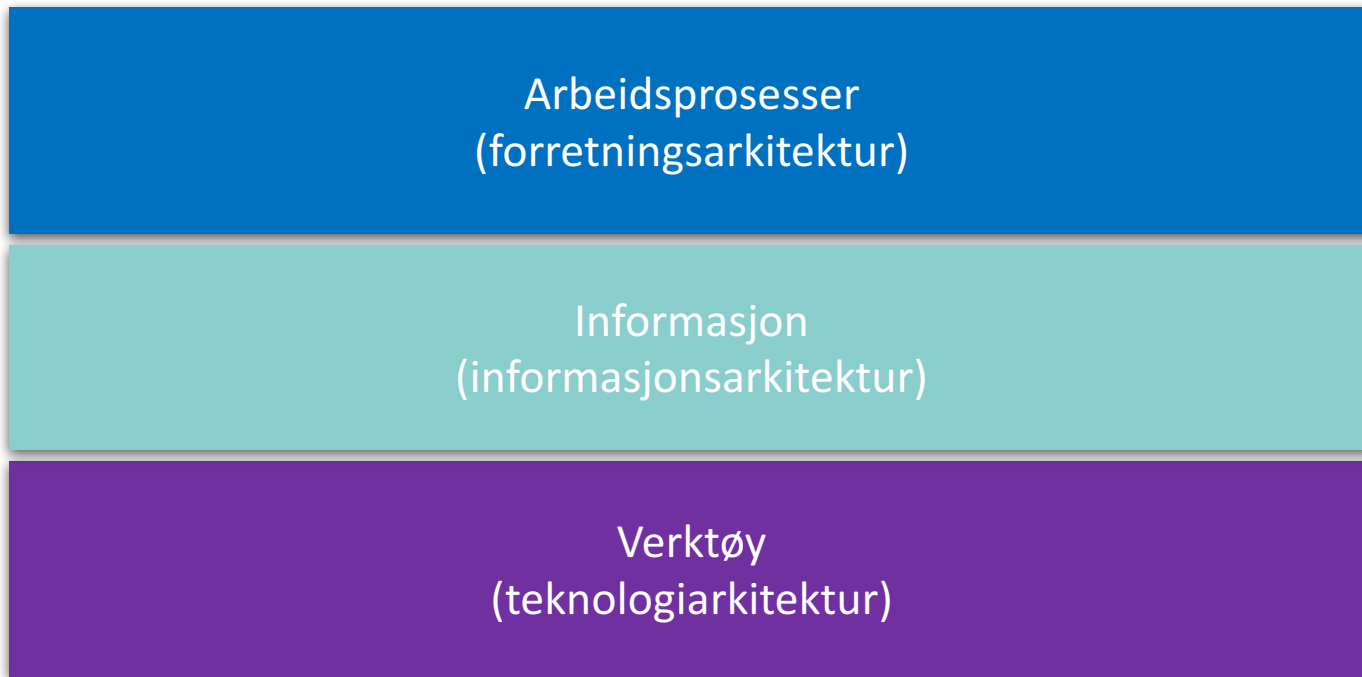 Arbeidsprosesser
(forretningsarkitektur)
Informasjon
(informasjonsarkitektur)
Verktøy
(teknologiarkitektur)